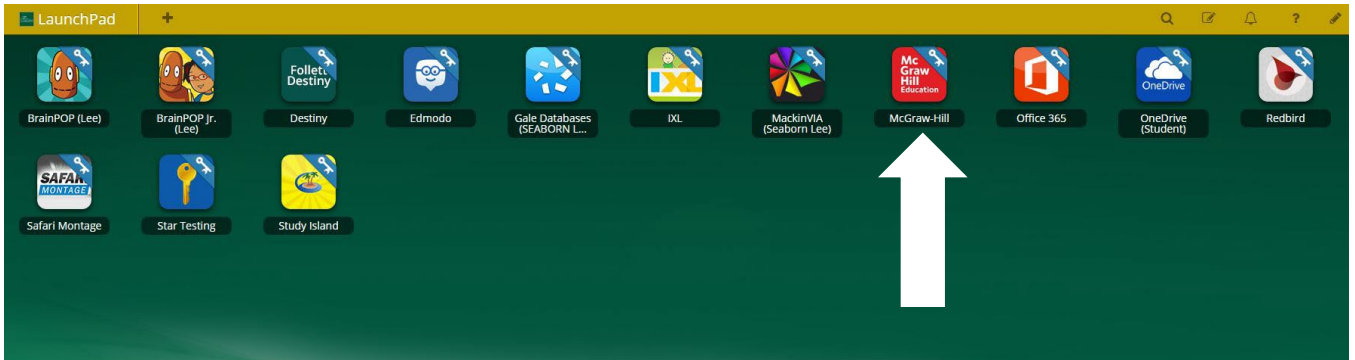 LaunchPad +
?
Follett
Destiny
IXL
Mc
Graw
Hill
Education
OneDrive
BrainPOP (Lee)
BrainPOP Jr.
(Lee)
Destiny
Edmodo
Gale Databases
(SEABORN L...
IXL
MackinVIA
(Seaborn Lee)
McGraw-Hill
Office 365
OneDrive
(Student)
Redbird
SAFARI
MONTAGE
Safari Montage
Star Testing
Study Island